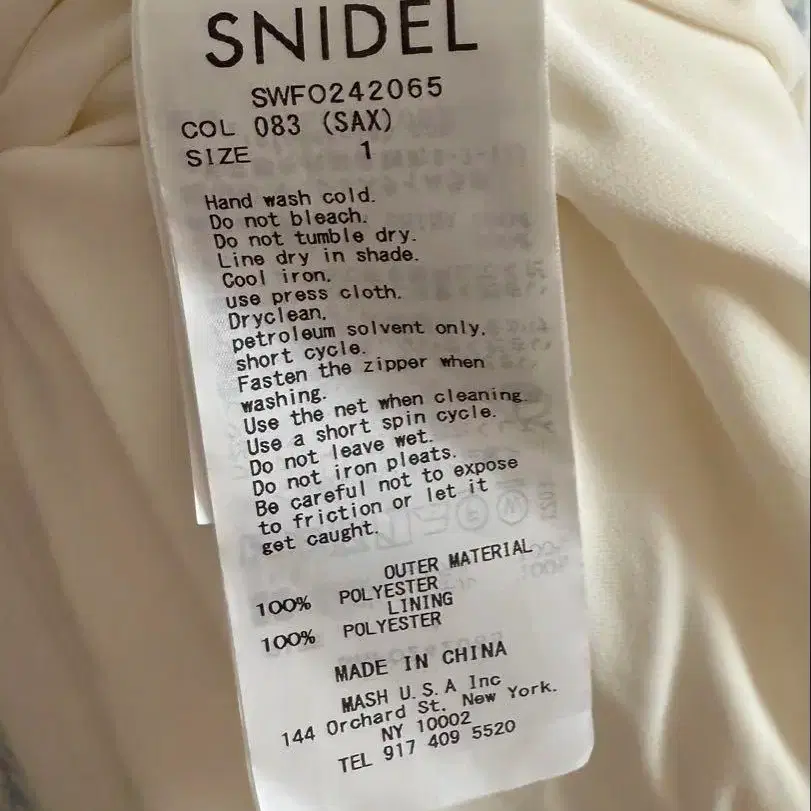 SNIDEL
SWFO242065
COL 083 (SAX)
SIZE 1
Hand wash cold.
Do not bleach.
Do not tumble dry.
Line dry in shade.
Cool iron.
use press cloth.
Dryclean.
petroleum solvent only.
short cycle.
Fasten the zipper when
washing.
Use the net when cleaning.
Use a short spin cycle.
Do not leave wet.
Do not iron pleats.
Be careful not to expose
to friction or let it
get caught.
OUTER MATERIAL
100% POLYESTER
LINING
100% POLYESTER
MADE IN CHINA
MASH U.S.A Inc
144 Orchard St. New York.
NY 10002
TEL 917 409 5520